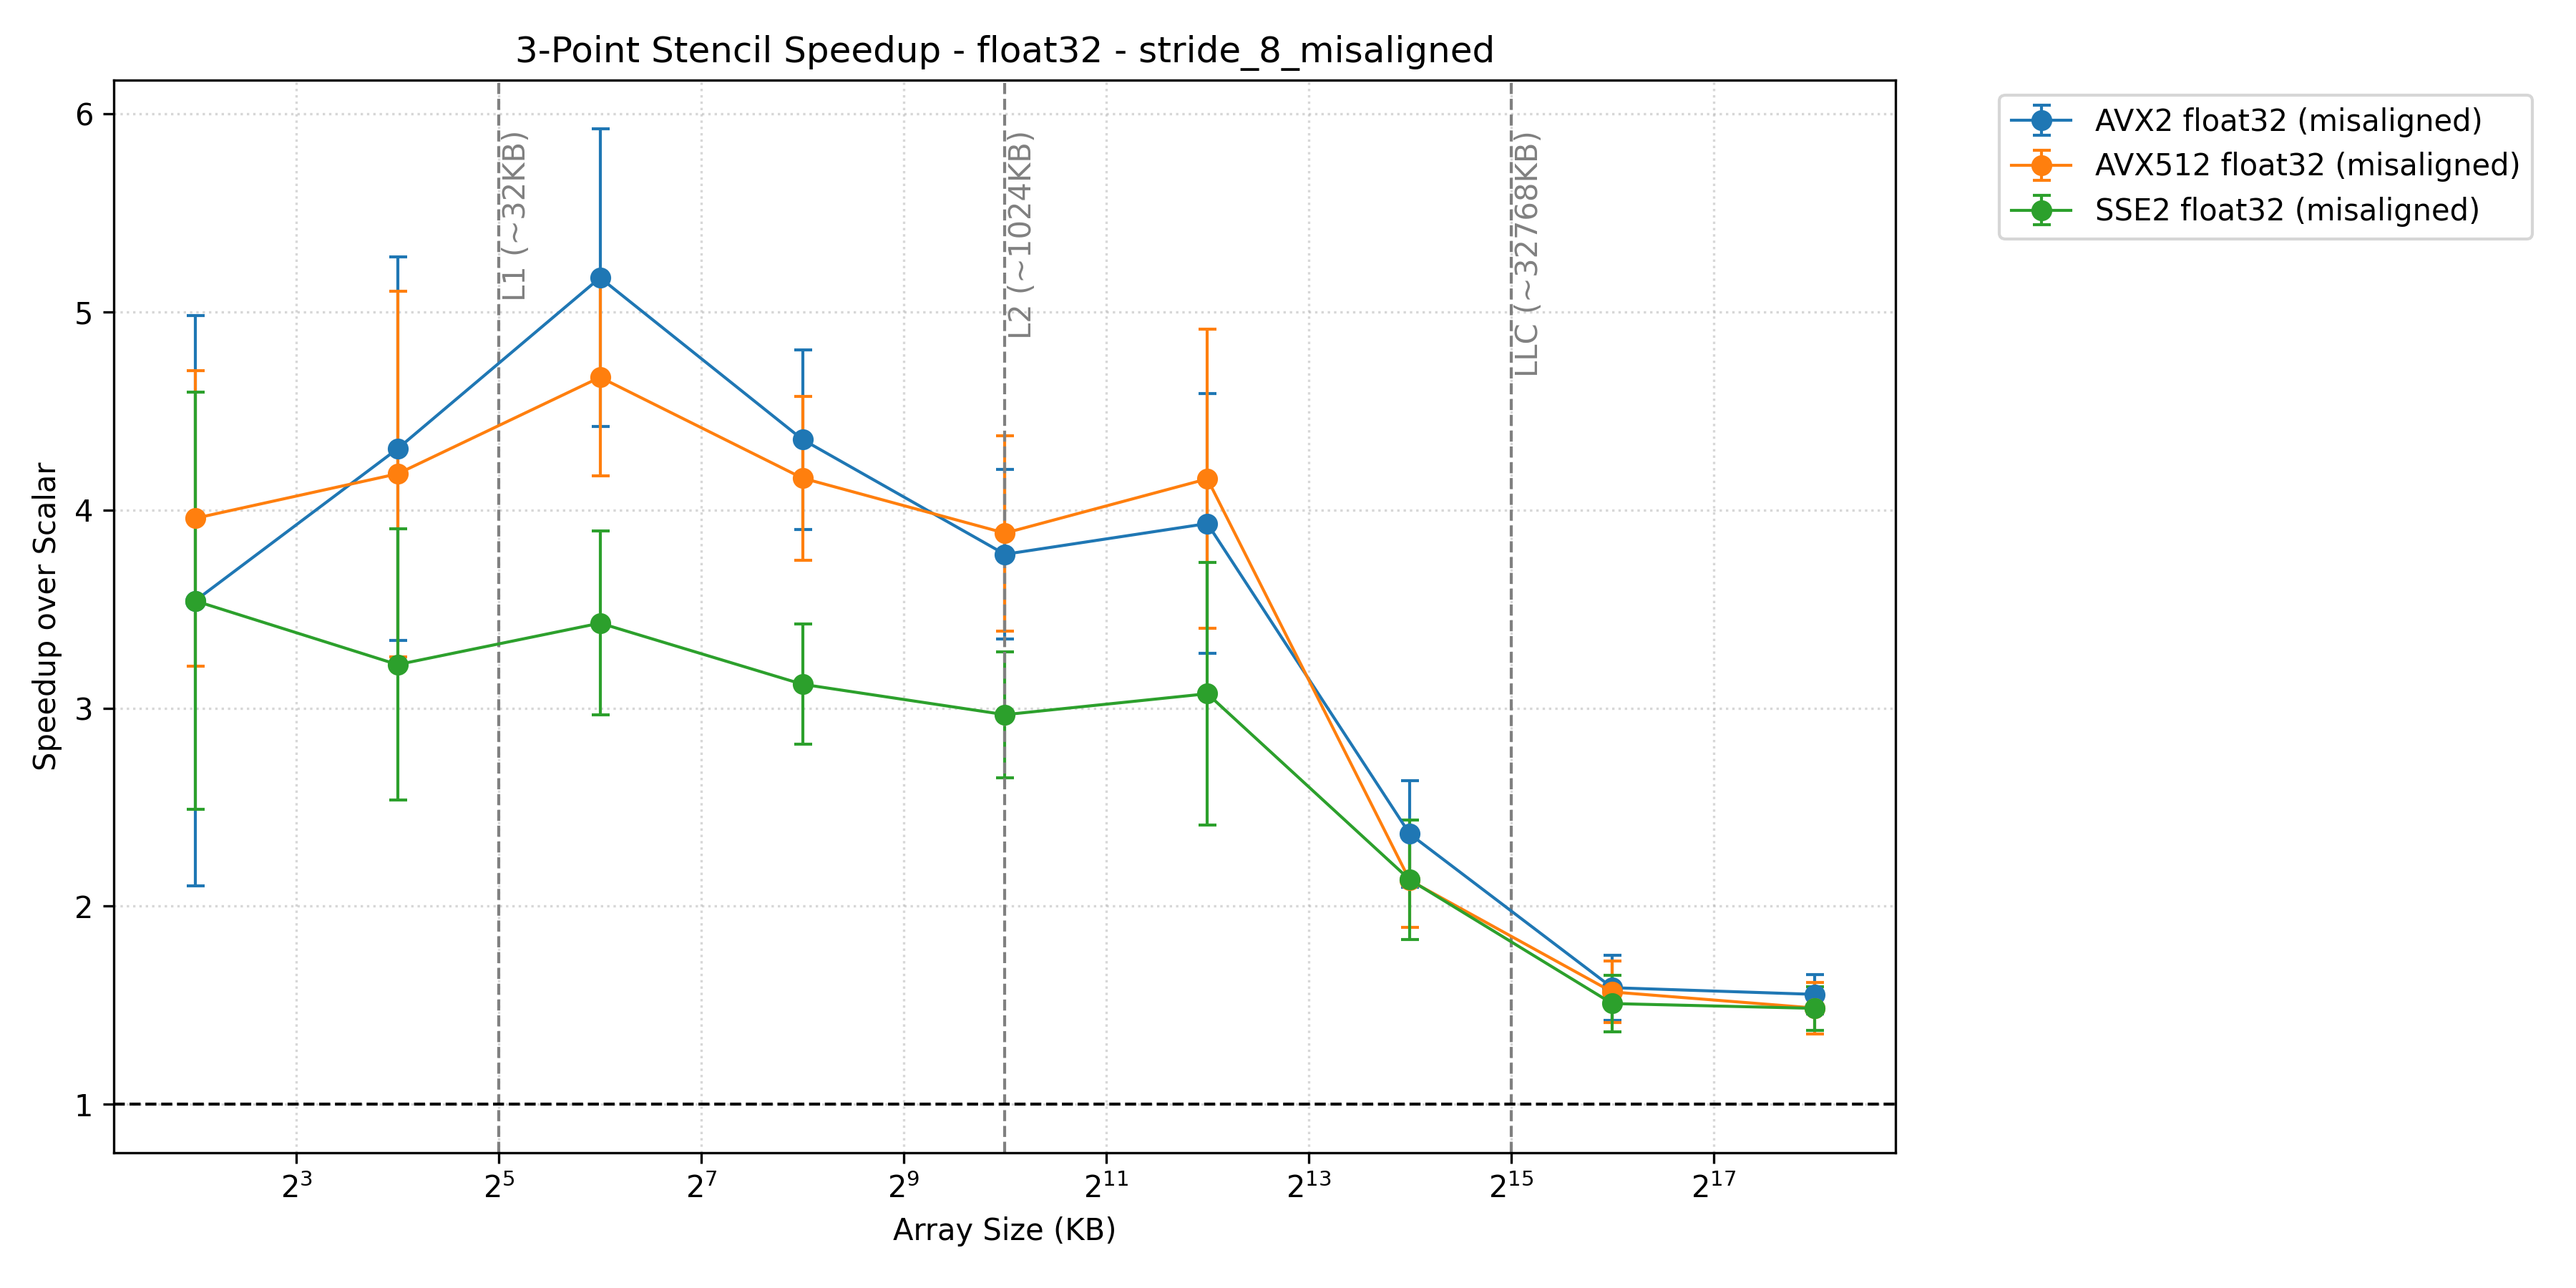 3-Point Stencil Speedup - float32 - stride_8_misaligned
AVX2 float32 (misaligned)
AVX512 float32 (misaligned)
SSE2 float32 (misaligned)
Speedup over Scalar
6
5
4
3
2
1
L1 (~32KB)
L2 (~1024KB)
LLC (~32768KB)
2³ 2⁵ 2⁷ 2⁹ 2¹¹ 2¹³ 2¹⁵ 2¹⁷
Array Size (KB)